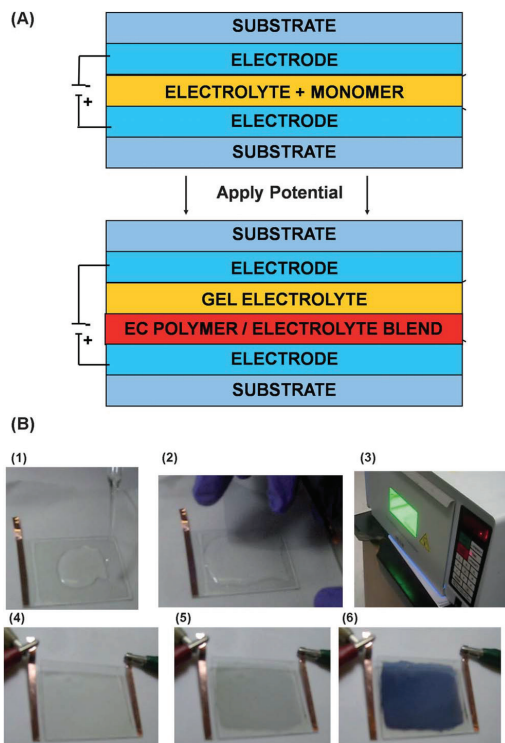 (A)
SUBSTRATE
ELECTRODE
ELECTROLYTE + MONOMER
+
ELECTRODE
SUBSTRATE
Apply Potential
SUBSTRATE
ELECTRODE
GEL ELECTROLYTE
EC POLYMER / ELECTROLYTE BLEND
+
ELECTRODE
SUBSTRATE
(B)
(1)
(2)
(3)
(4)
(5)
(6)